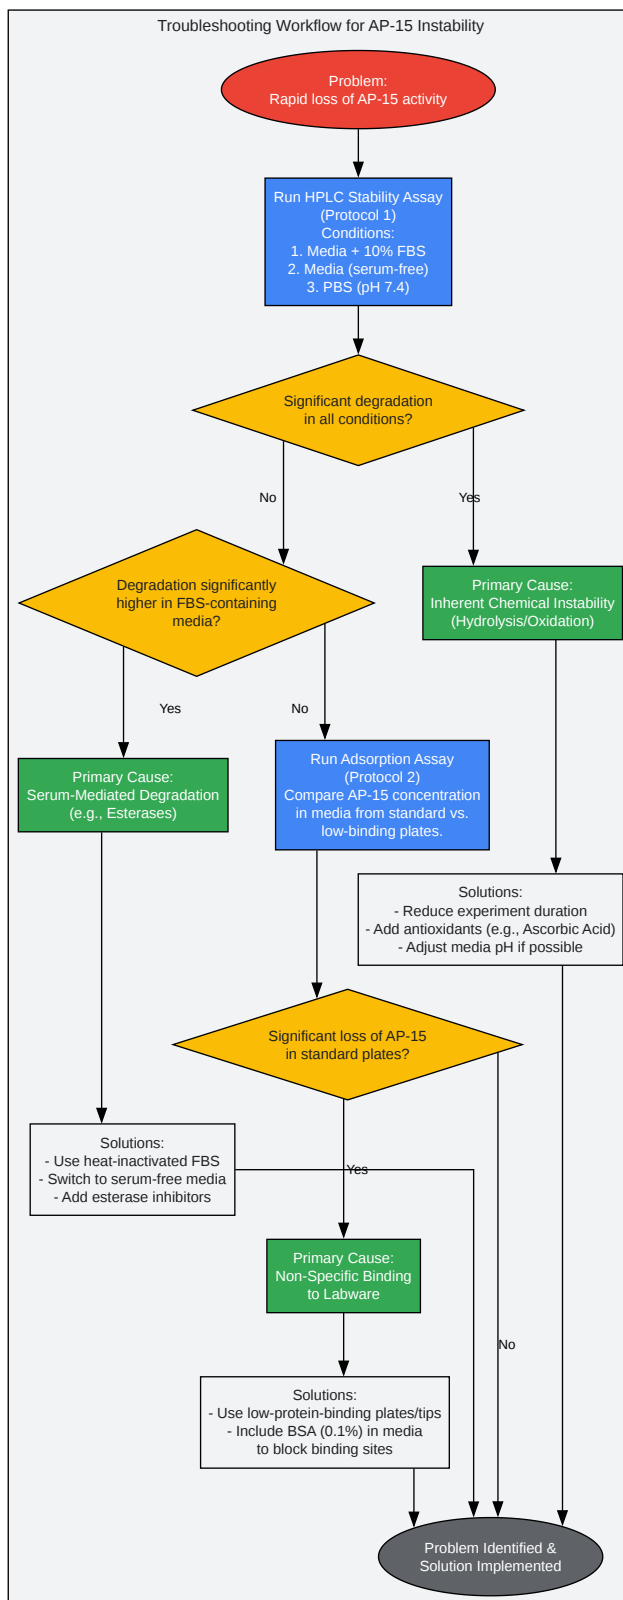 Troubleshooting Workflow for AP-15 Instability
Problem:
Rapid loss of AP-15 activity
Run HPLC Stability Assay
(Protocol 1)
Conditions:
1. Media + 10% FBS
2. Media (serum-free)
3. PBS (pH 7.4)
Significant degradation
in all conditions?
No
Yes
Degradation significantly
higher in FBS-containing
media?
Primary Cause:
Inherent Chemical Instability
(Hydrolysis/Oxidation)
Yes
No
Primary Cause:
Serum-Mediated Degradation
(e.g., Esterases)
Run Adsorption Assay
(Protocol 2)
Compare AP-15 concentration
in media from standard vs.
low-binding plates.
Solutions:
- Reduce experiment duration
- Add antioxidants (e.g., Ascorbic Acid)
- Adjust media pH if possible
Significant loss of AP-15
in standard plates?
Solutions:
- Use heat-inactivated FBS
- Switch to serum-free media
- Add esterase inhibitors
Yes
Primary Cause:
Non-Specific Binding
to Labware
No
Solutions:
- Use low-protein-binding plates/tips
- Include BSA (0.1%) in media
to block binding sites
Problem Identified &
Solution Implemented